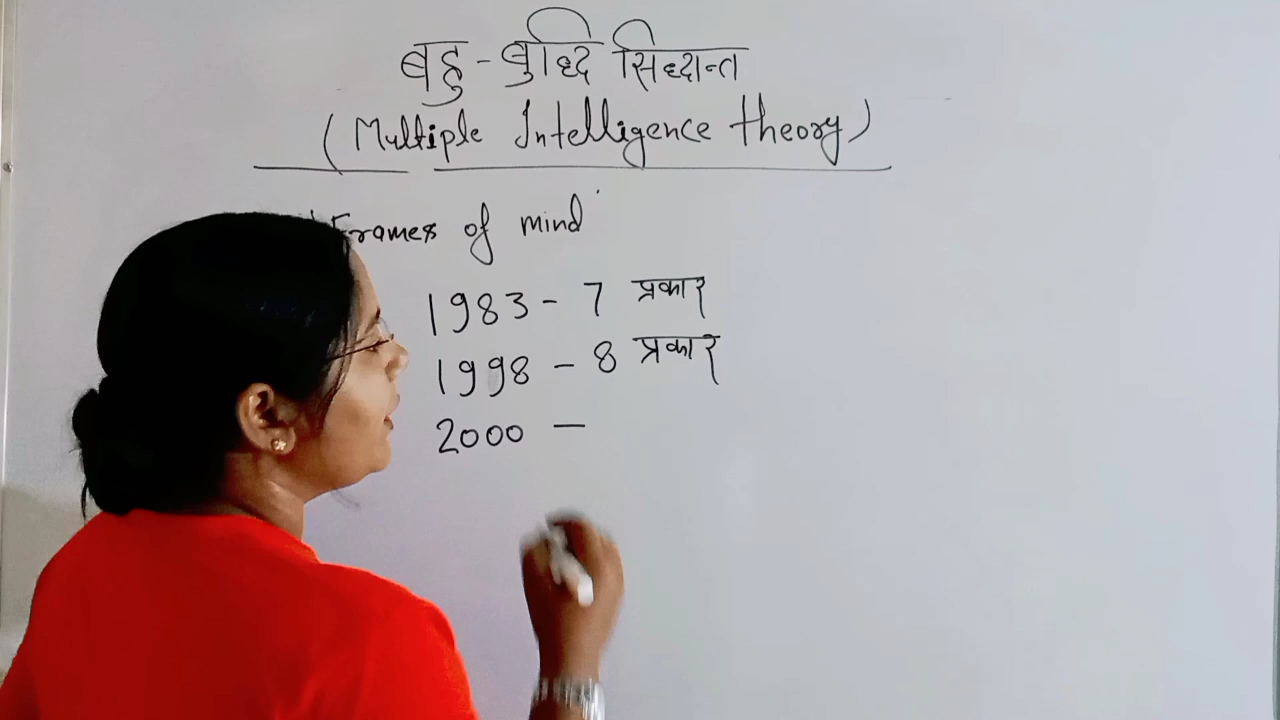 बहु-बुद्धि सिद्धान्त
(Multiple Intelligence theory)
Frames of mind
1983 - 7 प्रकार
1998 - 8 प्रकार
2000 -